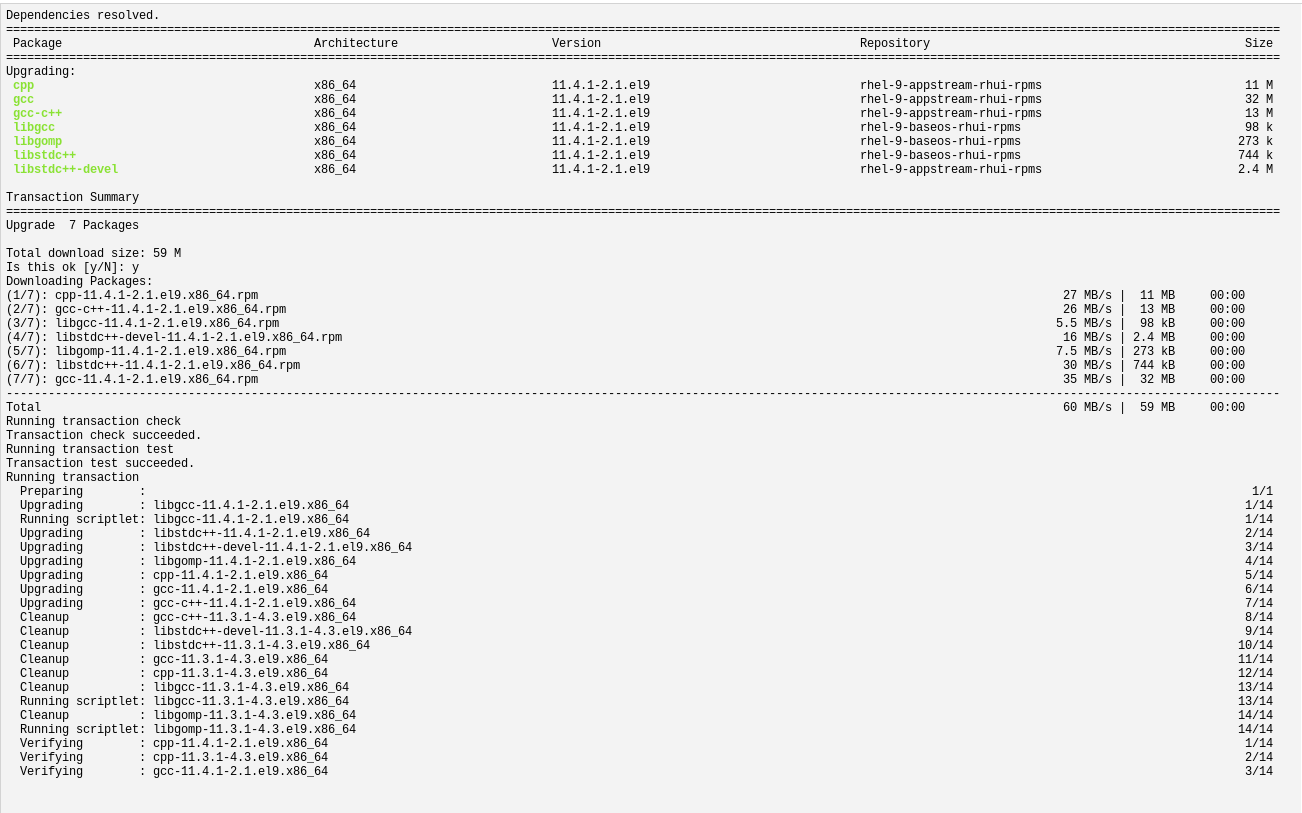 Dependencies resolved.
================================================================================
Package Architecture Version Repository Size
================================================================================
Upgrading:
cpp x86_64 11.4.1-2.1.el9 rhel-9-appstream-rhui-rpms 11 M
gcc x86_64 11.4.1-2.1.el9 rhel-9-appstream-rhui-rpms 32 M
gcc-c++ x86_64 11.4.1-2.1.el9 rhel-9-appstream-rhui-rpms 13 M
libgcc x86_64 11.4.1-2.1.el9 rhel-9-baseos-rhui-rpms 98 k
libgomp x86_64 11.4.1-2.1.el9 rhel-9-baseos-rhui-rpms 273 k
libstdc++ x86_64 11.4.1-2.1.el9 rhel-9-baseos-rhui-rpms 744 k
libstdc++-devel x86_64 11.4.1-2.1.el9 rhel-9-appstream-rhui-rpms 2.4 M
Transaction Summary
================================================================================
Upgrade 7 Packages
Total download size: 59 M
Is this ok [y/N]: y
Downloading Packages:
(1/7): cpp-11.4.1-2.1.el9.x86_64.rpm 27 MB/s | 11 MB 00:00
(2/7): gcc-c++-11.4.1-2.1.el9.x86_64.rpm 26 MB/s | 13 MB 00:00
(3/7): libgcc-11.4.1-2.1.el9.x86_64.rpm 5.5 MB/s | 98 kB 00:00
(4/7): libstdc++-devel-11.4.1-2.1.el9.x86_64.rpm 16 MB/s | 2.4 MB 00:00
(5/7): libgomp-11.4.1-2.1.el9.x86_64.rpm 7.5 MB/s | 273 kB 00:00
(6/7): libstdc++-11.4.1-2.1.el9.x86_64.rpm 30 MB/s | 744 kB 00:00
(7/7): gcc-11.4.1-2.1.el9.x86_64.rpm 35 MB/s | 32 MB 00:00
--------------------------------------------------------------------------------
Total 60 MB/s | 59 MB 00:00
Running transaction check
Transaction check succeeded.
Running transaction test
Transaction test succeeded.
Running transaction
Preparing : 1/1
Upgrading : libgcc-11.4.1-2.1.el9.x86_64 1/14
Running scriptlet: libgcc-11.4.1-2.1.el9.x86_64 1/14
Upgrading : libstdc++-11.4.1-2.1.el9.x86_64 2/14
Upgrading : libstdc++-devel-11.4.1-2.1.el9.x86_64 3/14
Upgrading : libgomp-11.4.1-2.1.el9.x86_64 4/14
Upgrading : cpp-11.4.1-2.1.el9.x86_64 5/14
Upgrading : gcc-11.4.1-2.1.el9.x86_64 6/14
Upgrading : gcc-c++-11.4.1-2.1.el9.x86_64 7/14
Cleanup : gcc-c++-11.3.1-4.3.el9.x86_64 8/14
Cleanup : libstdc++-devel-11.3.1-4.3.el9.x86_64 9/14
Cleanup : libstdc++-11.3.1-4.3.el9.x86_64 10/14
Cleanup : gcc-11.3.1-4.3.el9.x86_64 11/14
Cleanup : cpp-11.3.1-4.3.el9.x86_64 12/14
Cleanup : libgcc-11.3.1-4.3.el9.x86_64 13/14
Running scriptlet: libgcc-11.3.1-4.3.el9.x86_64 13/14
Cleanup : libgomp-11.3.1-4.3.el9.x86_64 14/14
Running scriptlet: libgomp-11.3.1-4.3.el9.x86_64 14/14
Verifying : cpp-11.4.1-2.1.el9.x86_64 1/14
Verifying : cpp-11.3.1-4.3.el9.x86_64 2/14
Verifying : gcc-11.4.1-2.1.el9.x86_64 3/14